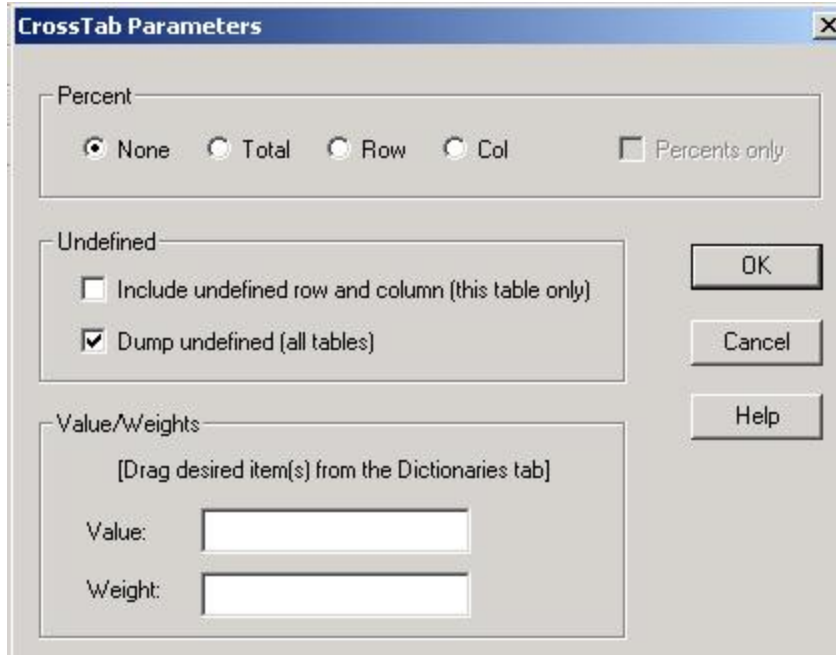 CrossTab Parameters
Percent
None Total Row Col Percents only
Undefined
Include undefined row and column (this table only)
Dump undefined (all tables)
OK
Cancel
Help
Value/Weights
[Drag desired item(s) from the Dictionaries tab]
Value:
Weight: